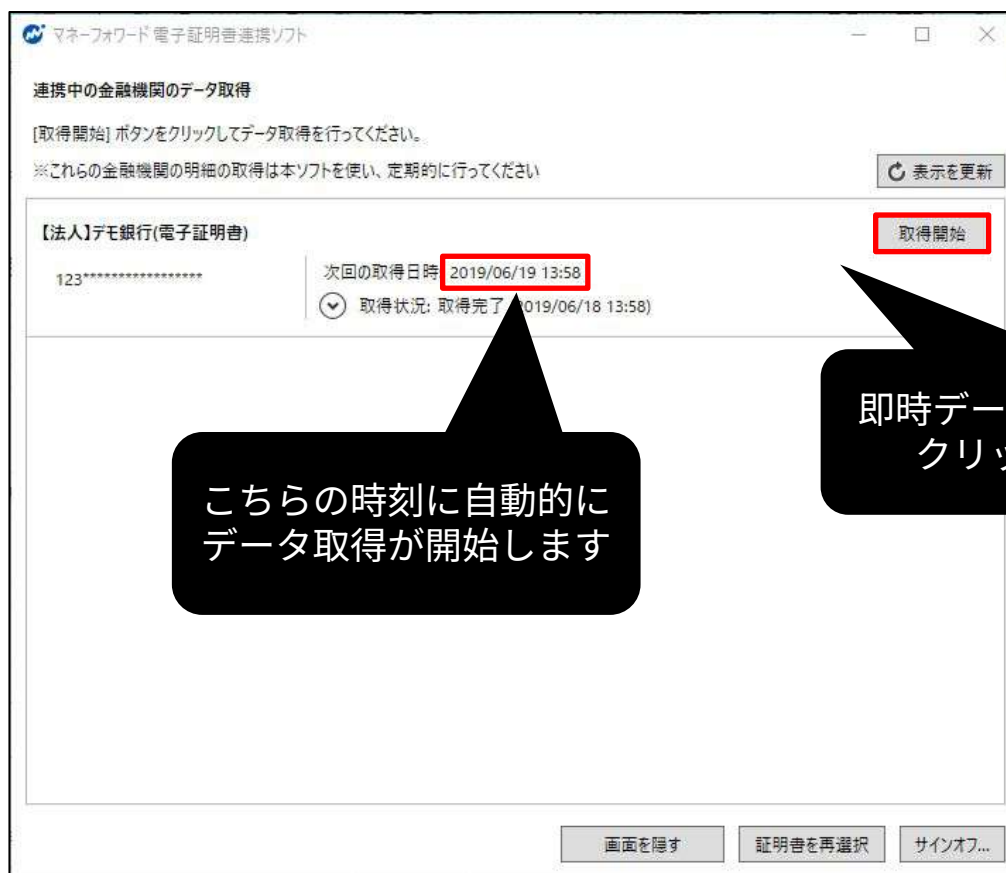 マネーフォワード 電子証明書連携ソフト
連携中の金融機関のデータ取得
[取得開始] ボタンをクリックしてデータ取得を行ってください。
※これらの金融機関の明細の取得は本ソフトを使い、定期的に行ってください
表示を更新
【法人】デモ銀行(電子証明書)
取得開始
123*****************
次回の取得日時 2019/06/19 13:58
取得状況: 取得完了 2019/06/18 13:58)
即時デー
クリッ
こちらの時刻に自動的に
データ取得が開始します
画面を隠す
証明書を再選択
サインオフ...